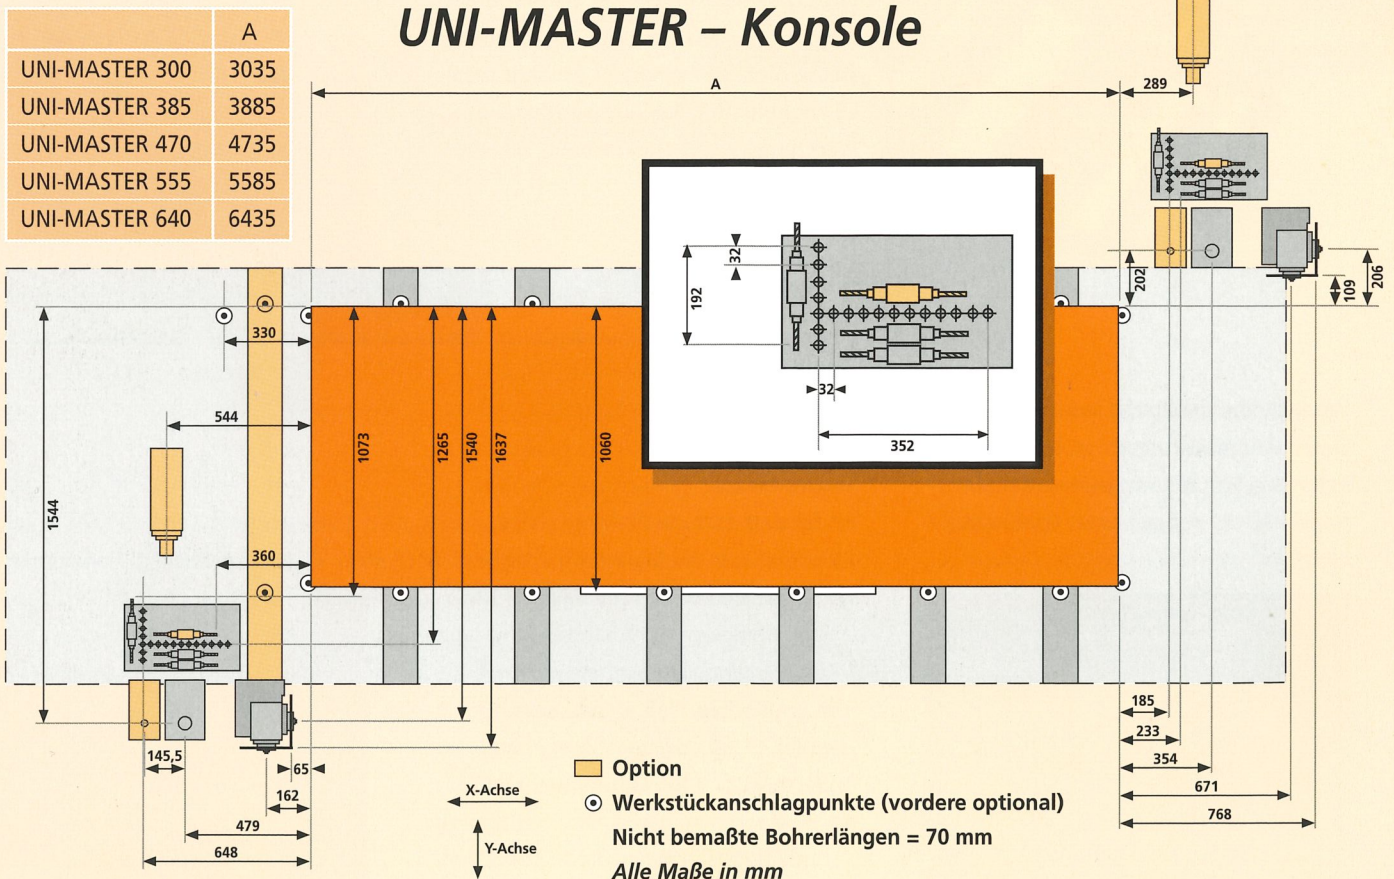 UNI-MASTER – Konsole
A
UNI-MASTER 300 3035
UNI-MASTER 385 3885
UNI-MASTER 470 4735
UNI-MASTER 555 5585
UNI-MASTER 640 6435
A
289
32
192
32
352
202
109
206
330
544
1544
360
1073
1265
1540
1637
1060
145,5
65
162
479
648
185
233
354
671
768
X-Achse
Y-Achse
Option
Werkstückanschlagpunkte (vordere optional)
Nicht bemaßte Bohrerlängen = 70 mm
Alle Maße in mm